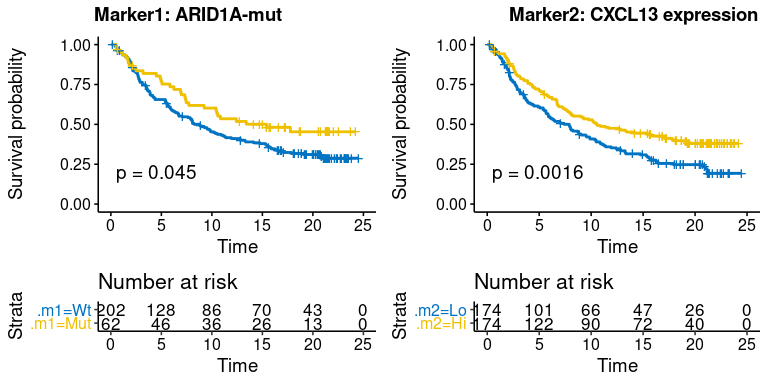 Marker1: ARID1A-mut
Survival probability
1.00
0.75
0.50
0.25
0.00
p = 0.045
0 5 10 15 20 25
Time
Number at risk
Strata
.m1=Wt 202 128 86 70 43 0
.m1=Mut 62 46 36 26 13 0
0 5 10 15 20 25
Time
Marker2: CXCL13 expression
Survival probability
1.00
0.75
0.50
0.25
0.00
p = 0.0016
0 5 10 15 20 25
Time
Number at risk
Strata
.m2=Lo 174 101 66 47 26 0
.m2=Hi 174 122 90 72 40 0
0 5 10 15 20 25
Time